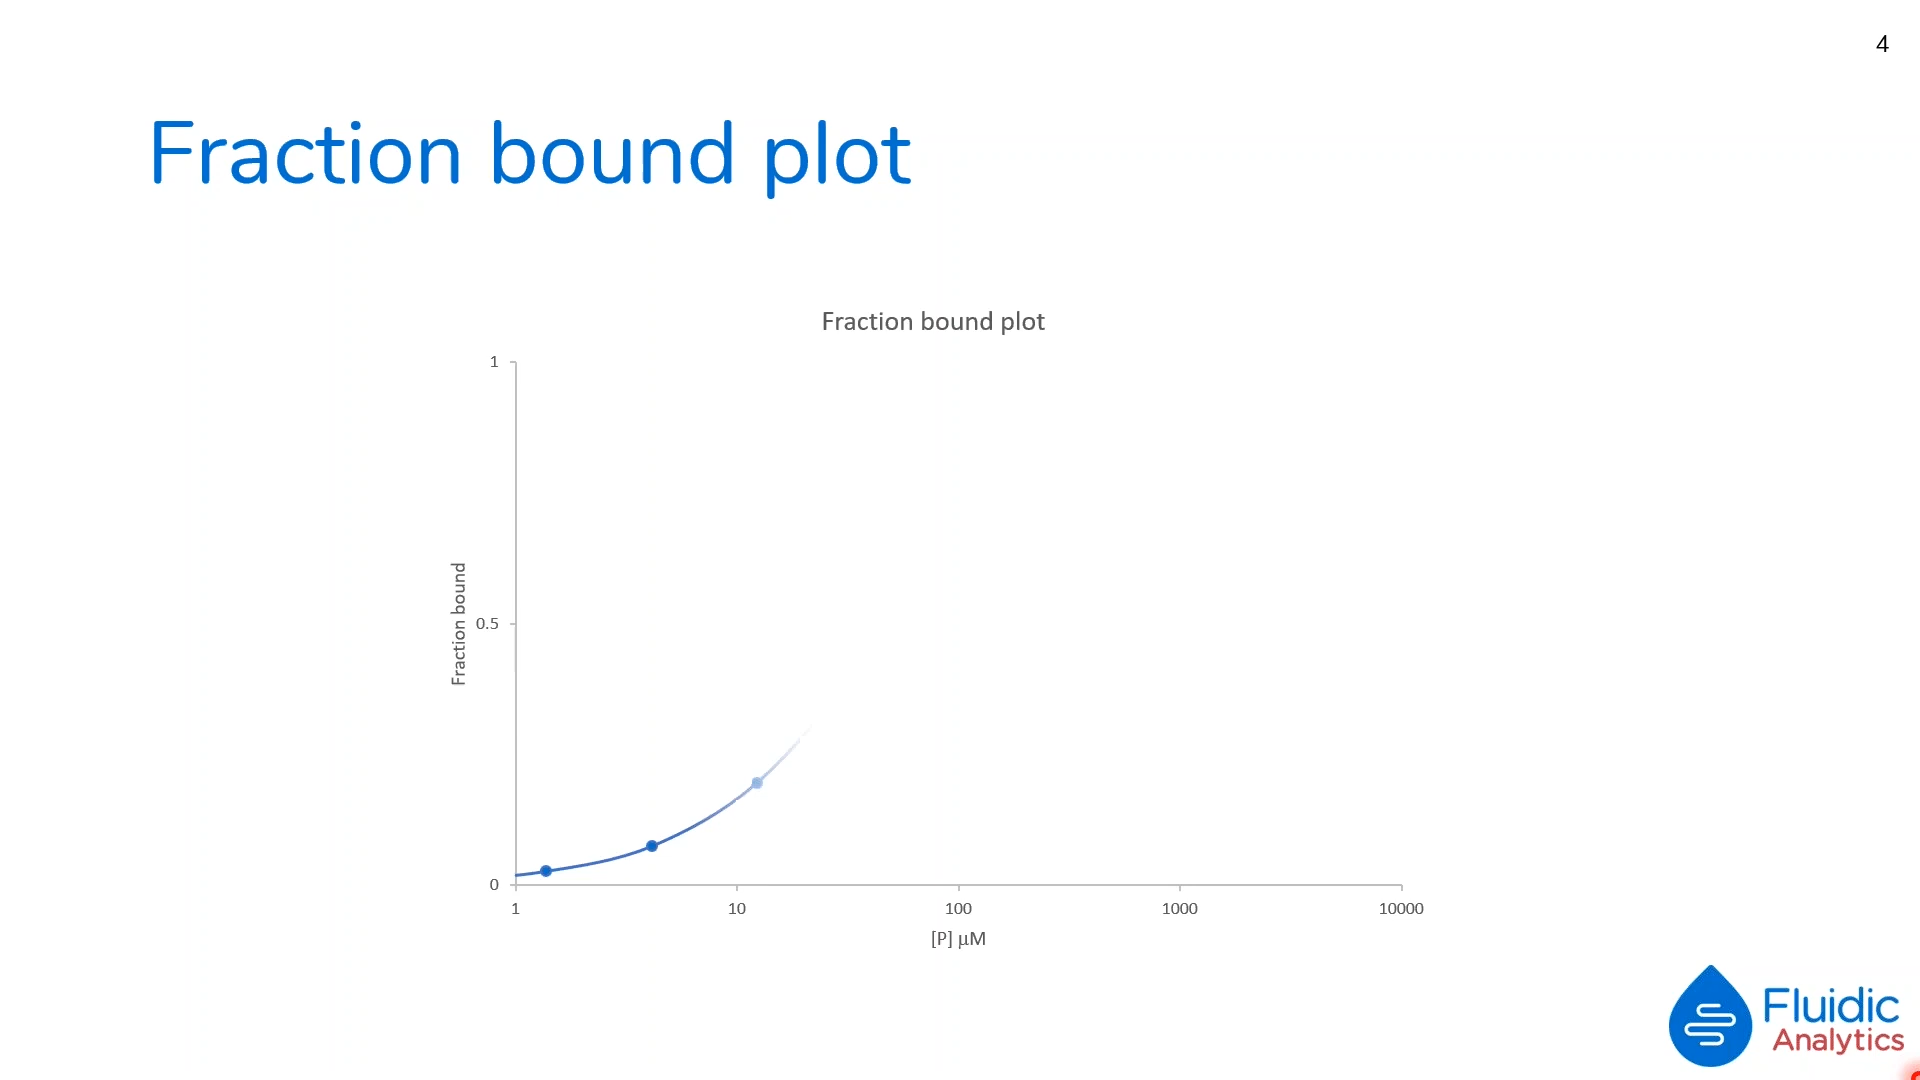 4
Fraction bound plot
Fraction bound plot
1
0.5
0
Fraction bound
1
10
100
1000
10000
[P] µM
Fluidic
Analytics